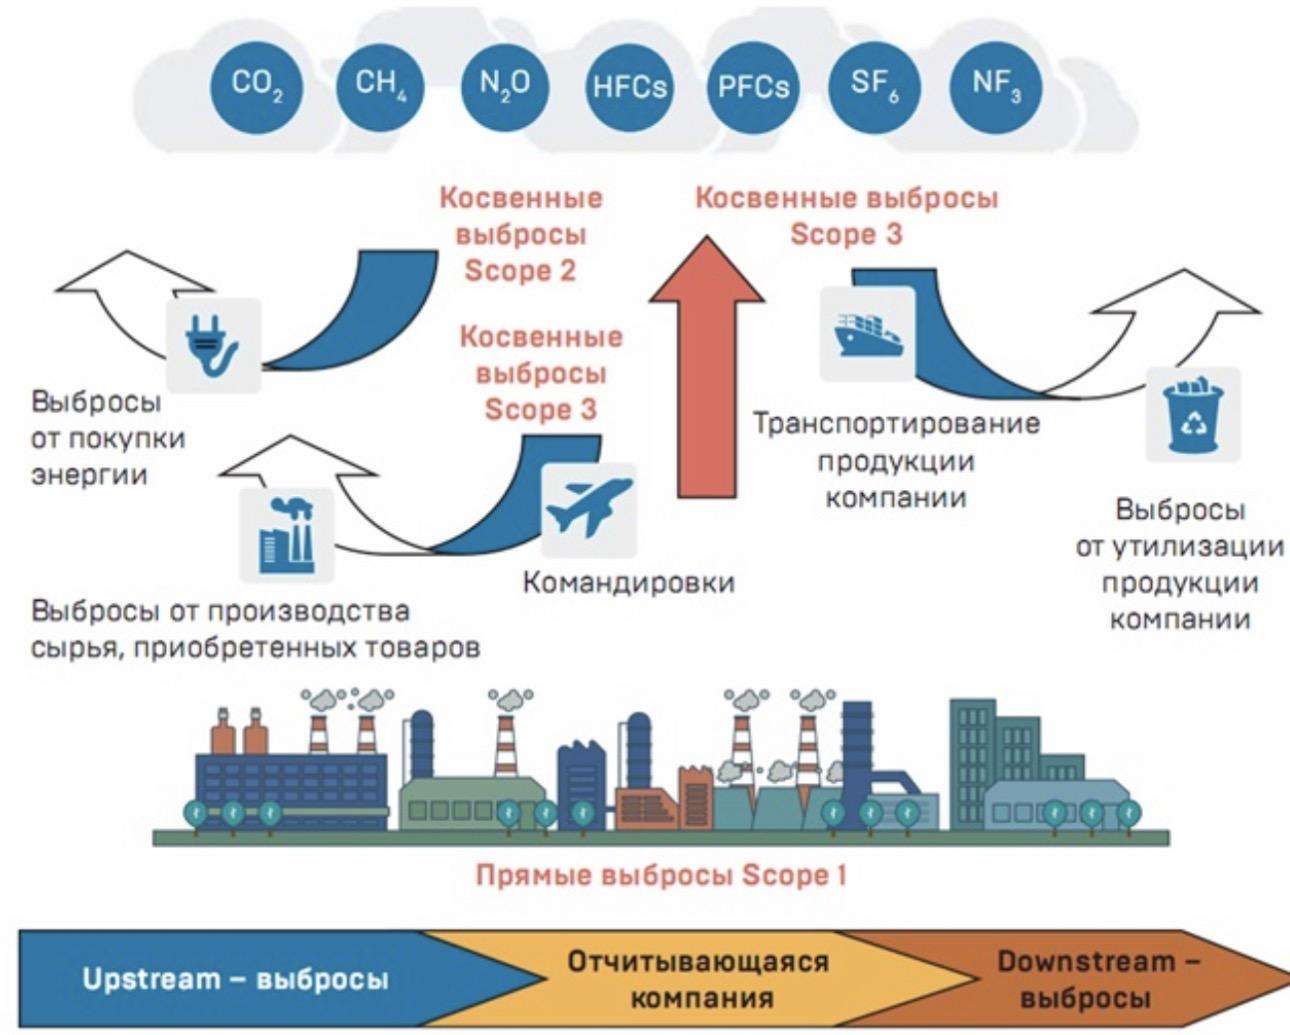 CO₂ CH₄ N₂O HFCs PFCs SF₆ NF₃
Косвенные
выбросы
Scope 2
Косвенные выбросы
Scope 3
Косвенные
выбросы
Scope 3
Выбросы
от покупки
энергии
Транспортирование
продукции
компании
Выбросы
от утилизации
продукции
компании
Командировки
Выбросы от производства
сырья, приобретенных товаров
Прямые выбросы Scope 1
Upstream – выбросы
Отчитывающаяся
компания
Downstream –
выбросы